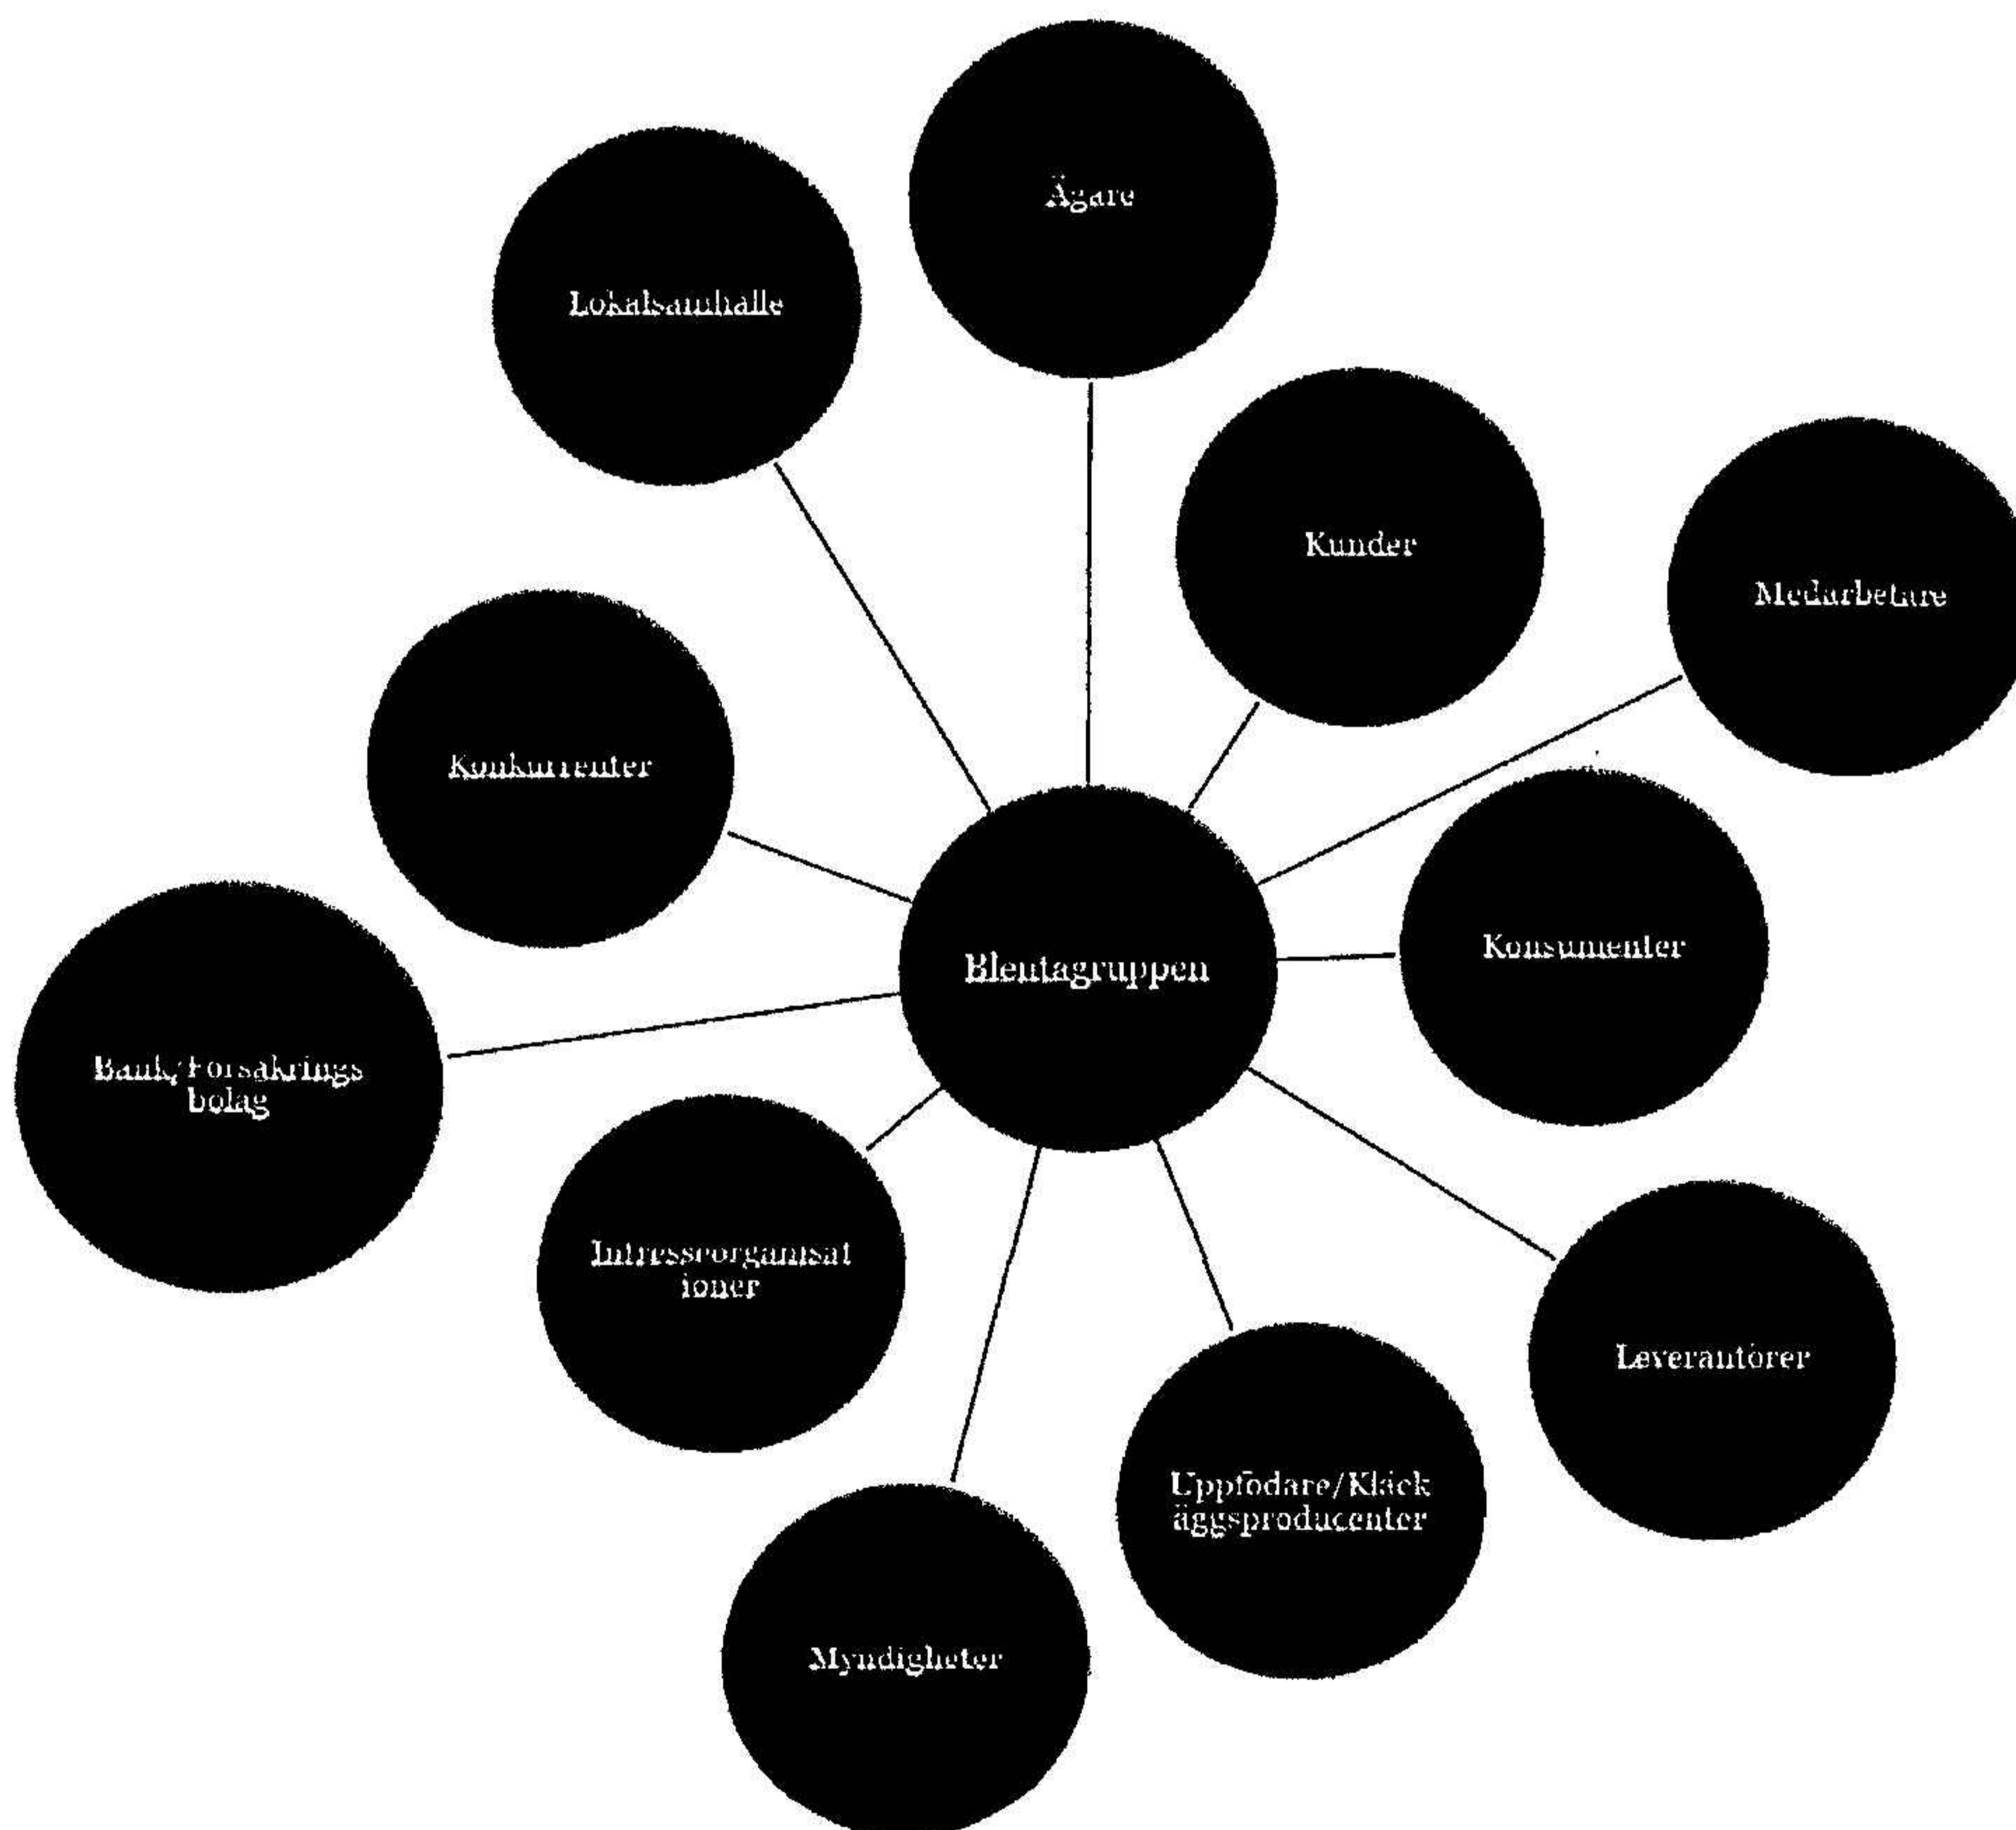 Ägare
Lokalsamhälle
Kunder
Medarbetare
Konkurrenter
Konsumenter
Blentagruppen
Bank/Försäkrings
bolag
Intresseorganisat
ioner
Leverantörer
Uppfödare/Kläck
äggsproducenter
Myndigheter